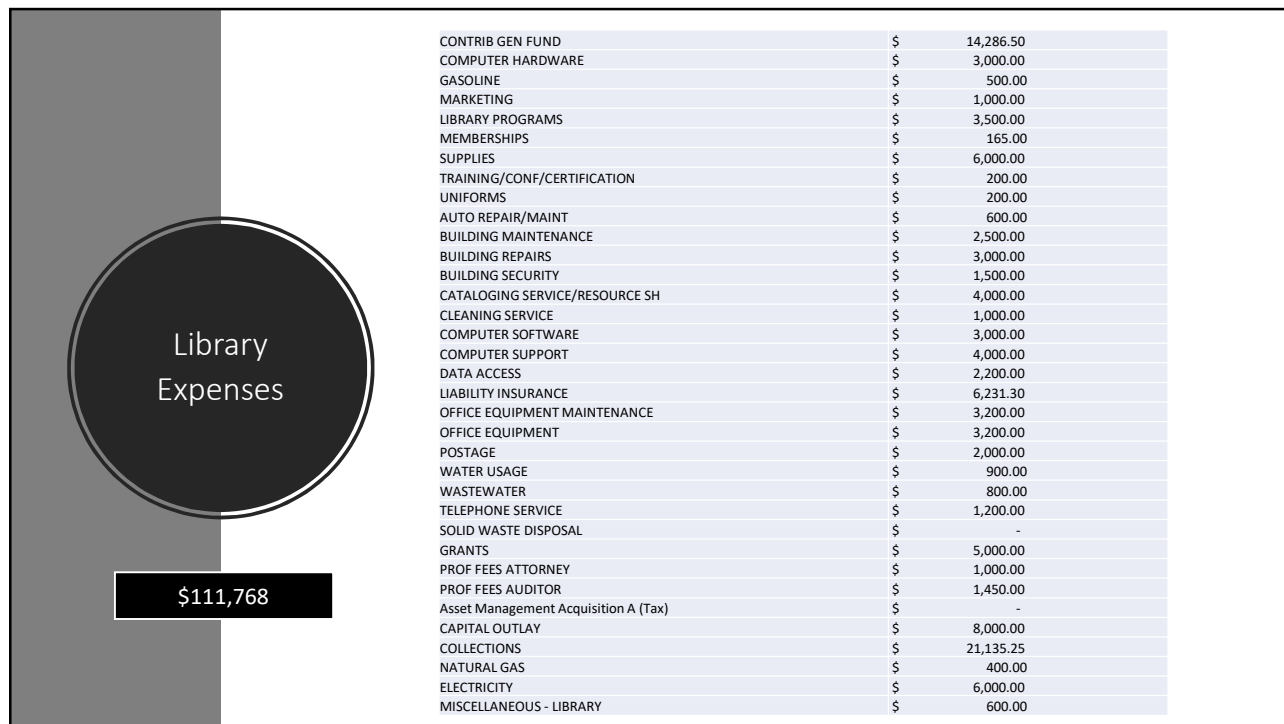 Library
Expenses
$111,768
CONTRIB GEN FUND $ 14,286.50
COMPUTER HARDWARE $ 3,000.00
GASOLINE $ 500.00
MARKETING $ 1,000.00
LIBRARY PROGRAMS $ 3,500.00
MEMBERSHIPS $ 165.00
SUPPLIES $ 6,000.00
TRAINING/CONF/CERTIFICATION $ 200.00
UNIFORMS $ 200.00
AUTO REPAIR/MAINT $ 600.00
BUILDING MAINTENANCE $ 2,500.00
BUILDING REPAIRS $ 3,000.00
BUILDING SECURITY $ 1,500.00
CATALOGING SERVICE/RESOURCE SH $ 4,000.00
CLEANING SERVICE $ 1,000.00
COMPUTER SOFTWARE $ 3,000.00
COMPUTER SUPPORT $ 4,000.00
DATA ACCESS $ 2,200.00
LIABILITY INSURANCE $ 6,231.30
OFFICE EQUIPMENT MAINTENANCE $ 3,200.00
OFFICE EQUIPMENT $ 3,200.00
POSTAGE $ 2,000.00
WATER USAGE $ 900.00
WASTEWATER $ 800.00
TELEPHONE SERVICE $ 1,200.00
SOLID WASTE DISPOSAL $ -
GRANTS $ 5,000.00
PROF FEES ATTORNEY $ 1,000.00
PROF FEES AUDITOR $ 1,450.00
Asset Management Acquisition A (Tax) $ -
CAPITAL OUTLAY $ 8,000.00
COLLECTIONS $ 21,135.25
NATURAL GAS $ 400.00
ELECTRICITY $ 6,000.00
MISCELLANEOUS - LIBRARY $ 600.00